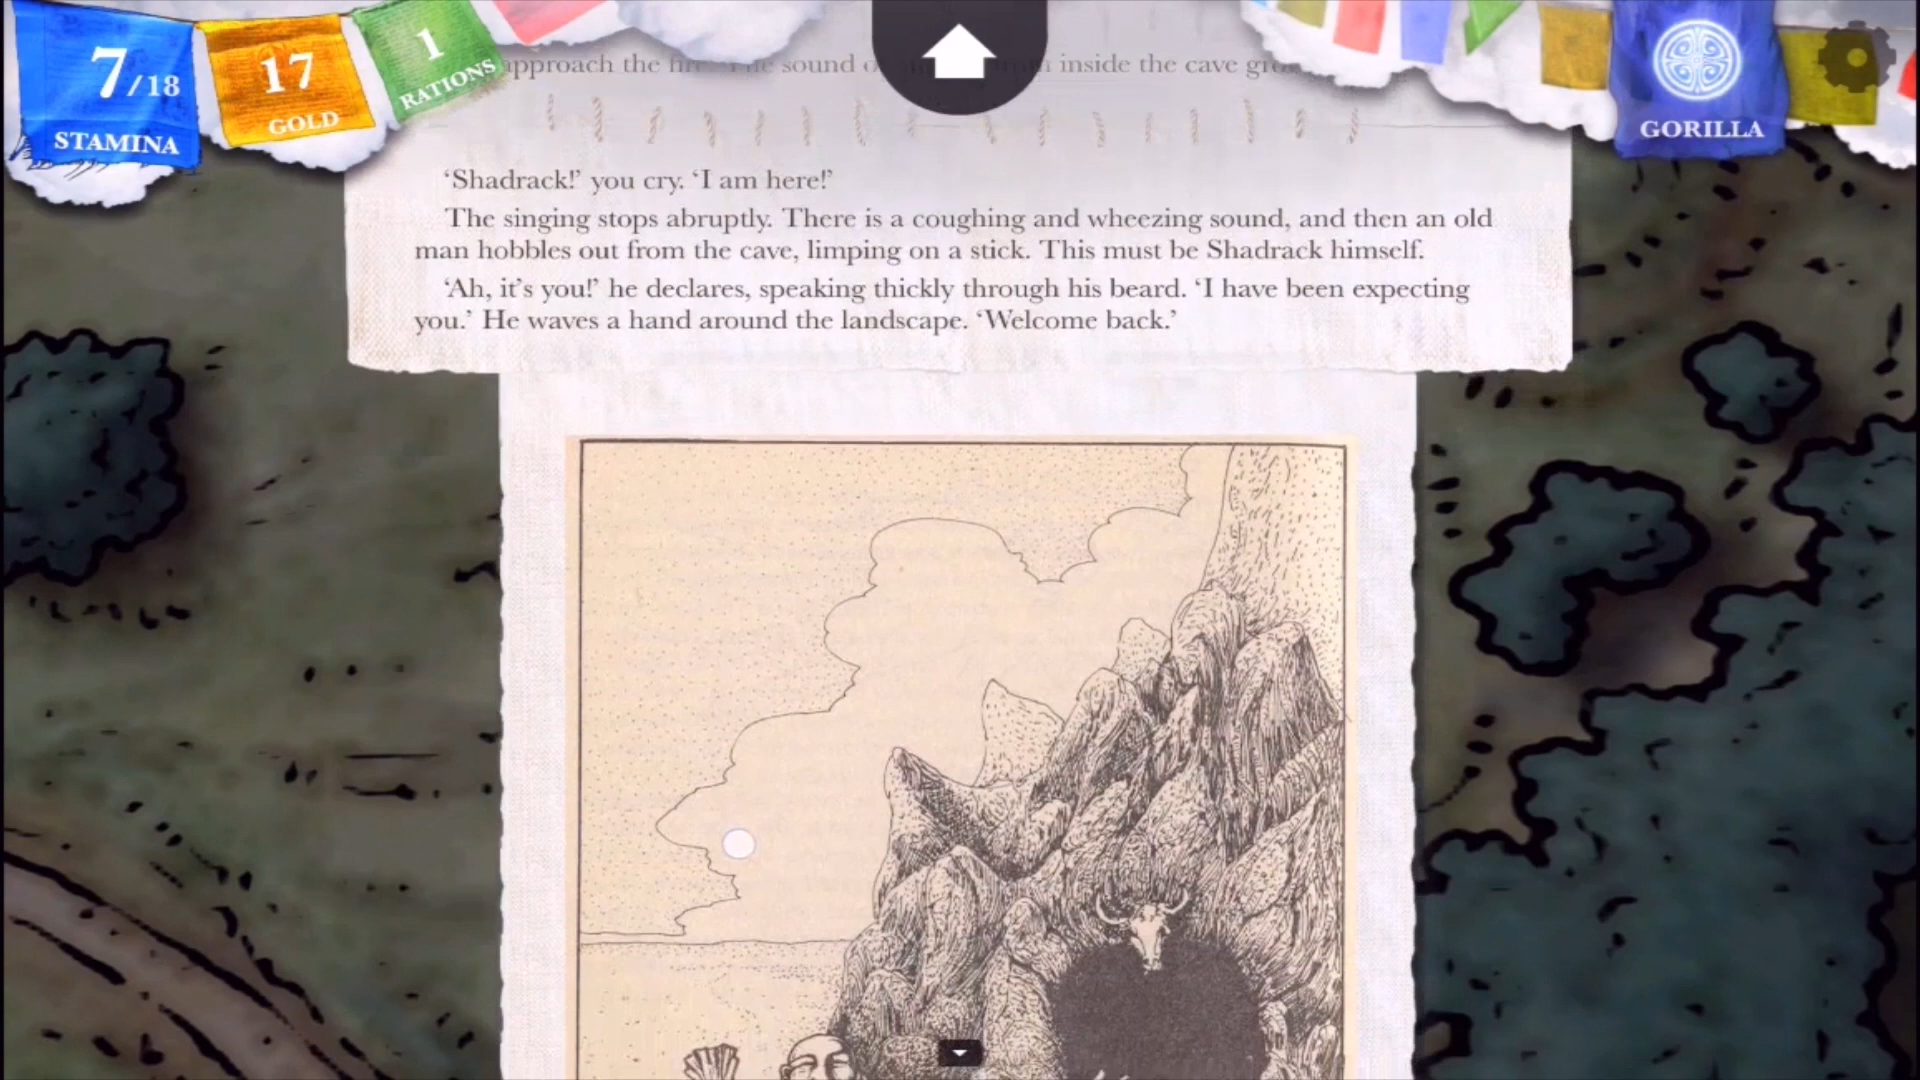 7/18
STAMINA
17
GOLD
1
RATIONS
GORILLA
approach the
sound
inside the cave
‘Shadrack!’ you cry. ‘I am here!’
The singing stops abruptly. There is a coughing and wheezing sound, and then an old
man hobbles out from the cave, limping on a stick. This must be Shadrack himself.
‘Ah, it’s you!’ he declares, speaking thickly through his beard. ‘I have been expecting
you.’ He waves a hand around the landscape. ‘Welcome back.’